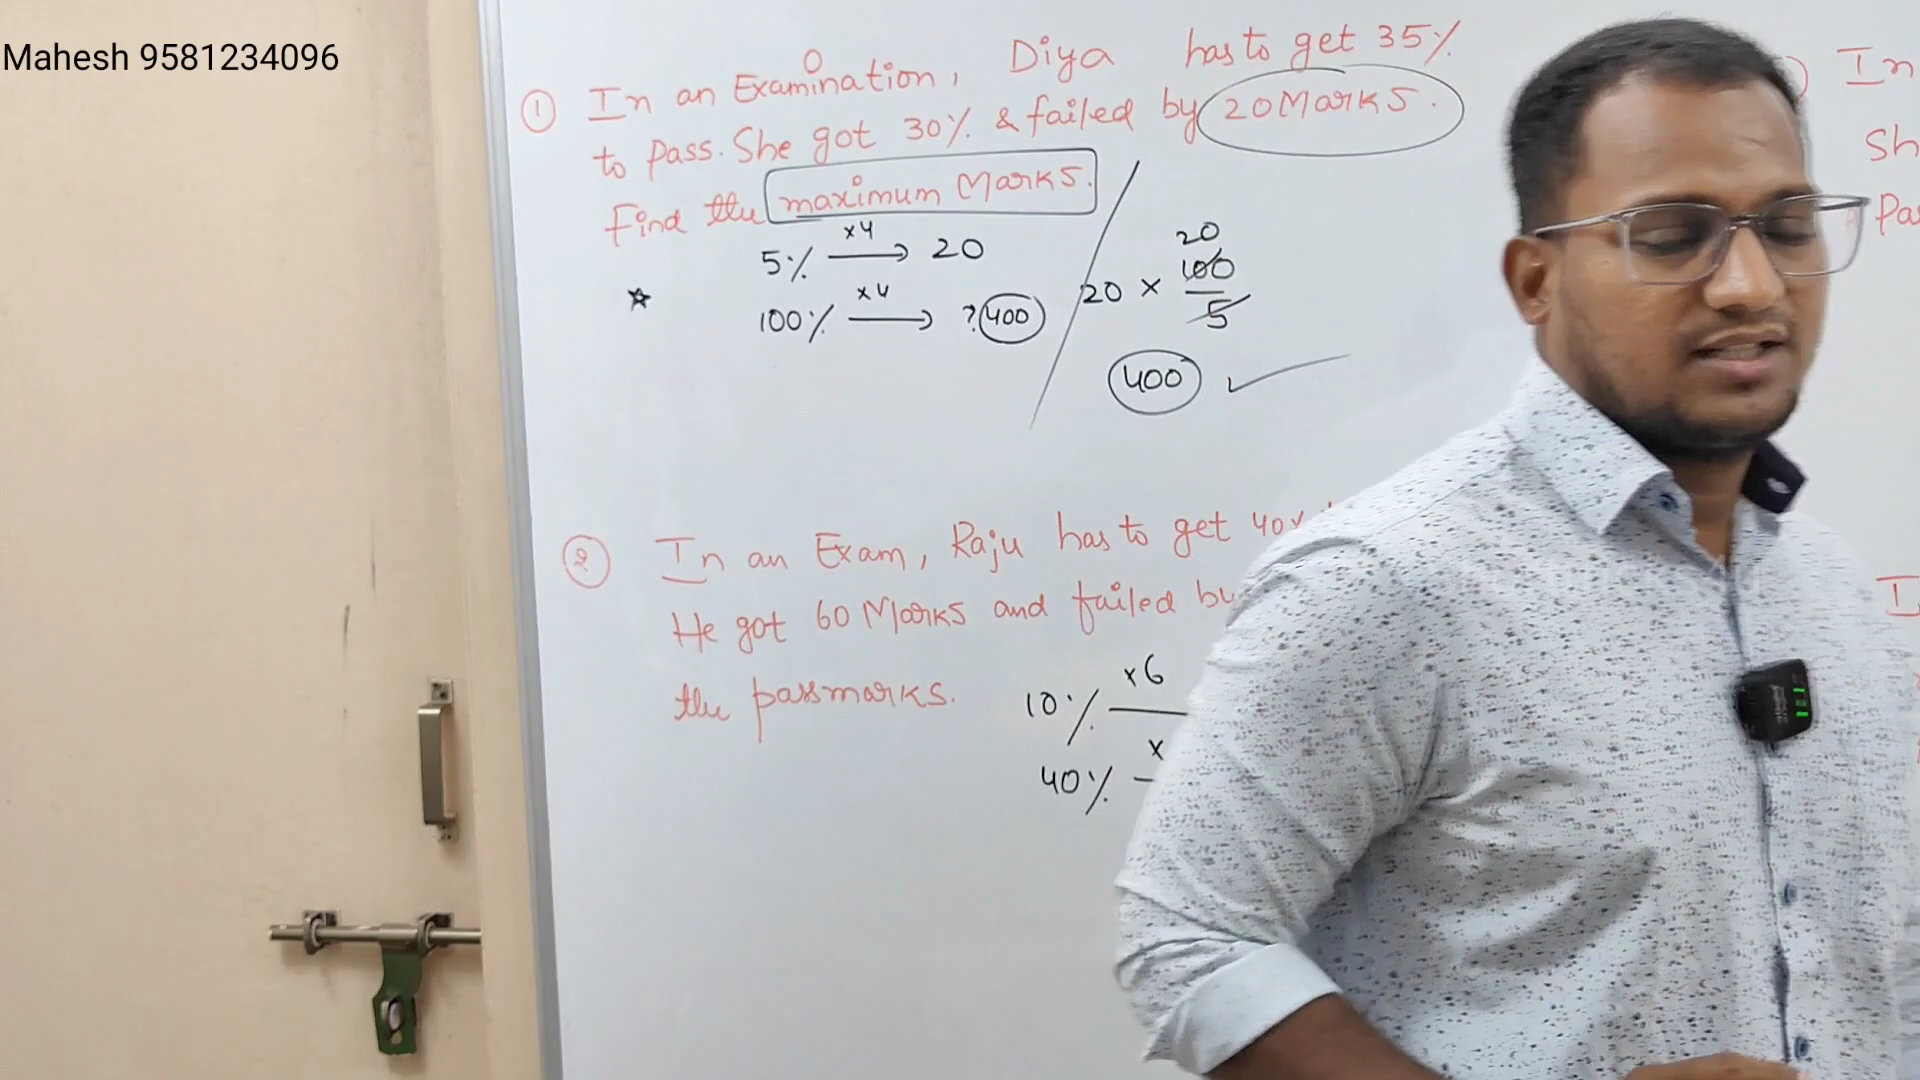 Mahesh 9581234096
① In an Examination, Diya has to get 35%
to pass. She got 30% & failed by 20 Marks.
Find the maximum Marks.
5% ×4 → 20
100% ×4 → ? 400
20 × 100/5
20
400 ✓
② In an Exam, Raju has to get 40%
He got 60 Marks and failed by
the passmarks.
10% ×6
40% ×
In
Sh
Pas
I